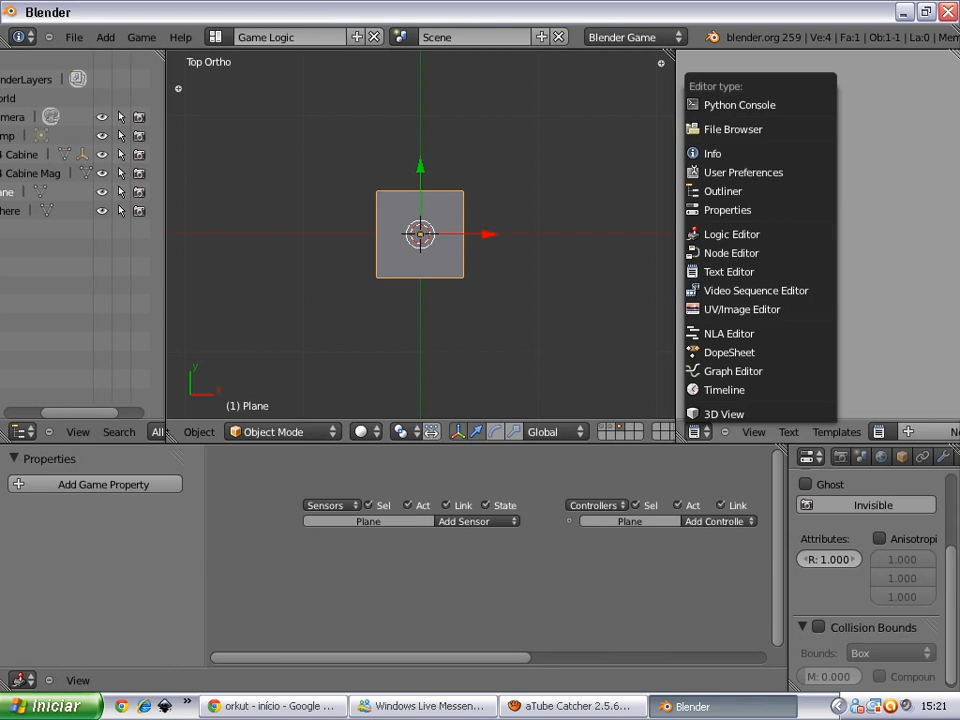 Blender
File Add Game Help Game Logic Scene Blender Game blender.org 259 | Ve:4 | Fa:1 | Ob:1-1 | La:0 | Mem
Top Ortho
nderLayers
orld
mera
mp
4 Cabine
4 Cabine Mag
ane
here
y
x
(1) Plane
Editor type:
Python Console
File Browser
Info
User Preferences
Outliner
Properties
Logic Editor
Node Editor
Text Editor
Video Sequence Editor
UV/Image Editor
NLA Editor
DopeSheet
Graph Editor
Timeline
3D View
View Search All Object Object Mode Global View Text Templates Ne
Properties
Add Game Property
Sensors Sel Act Link State Controllers Sel Act Link
Plane Add Sensor Plane Add Controlle
Ghost
Invisible
Attributes: Anisotropi
R: 1.000 1.000
1.000
1.000
Collision Bounds
Bounds: Box
M: 0.000 Compoun
View
Iniciar orkut - início - Google ... Windows Live Messen... aTube Catcher 2.5.6... Blender 15:21